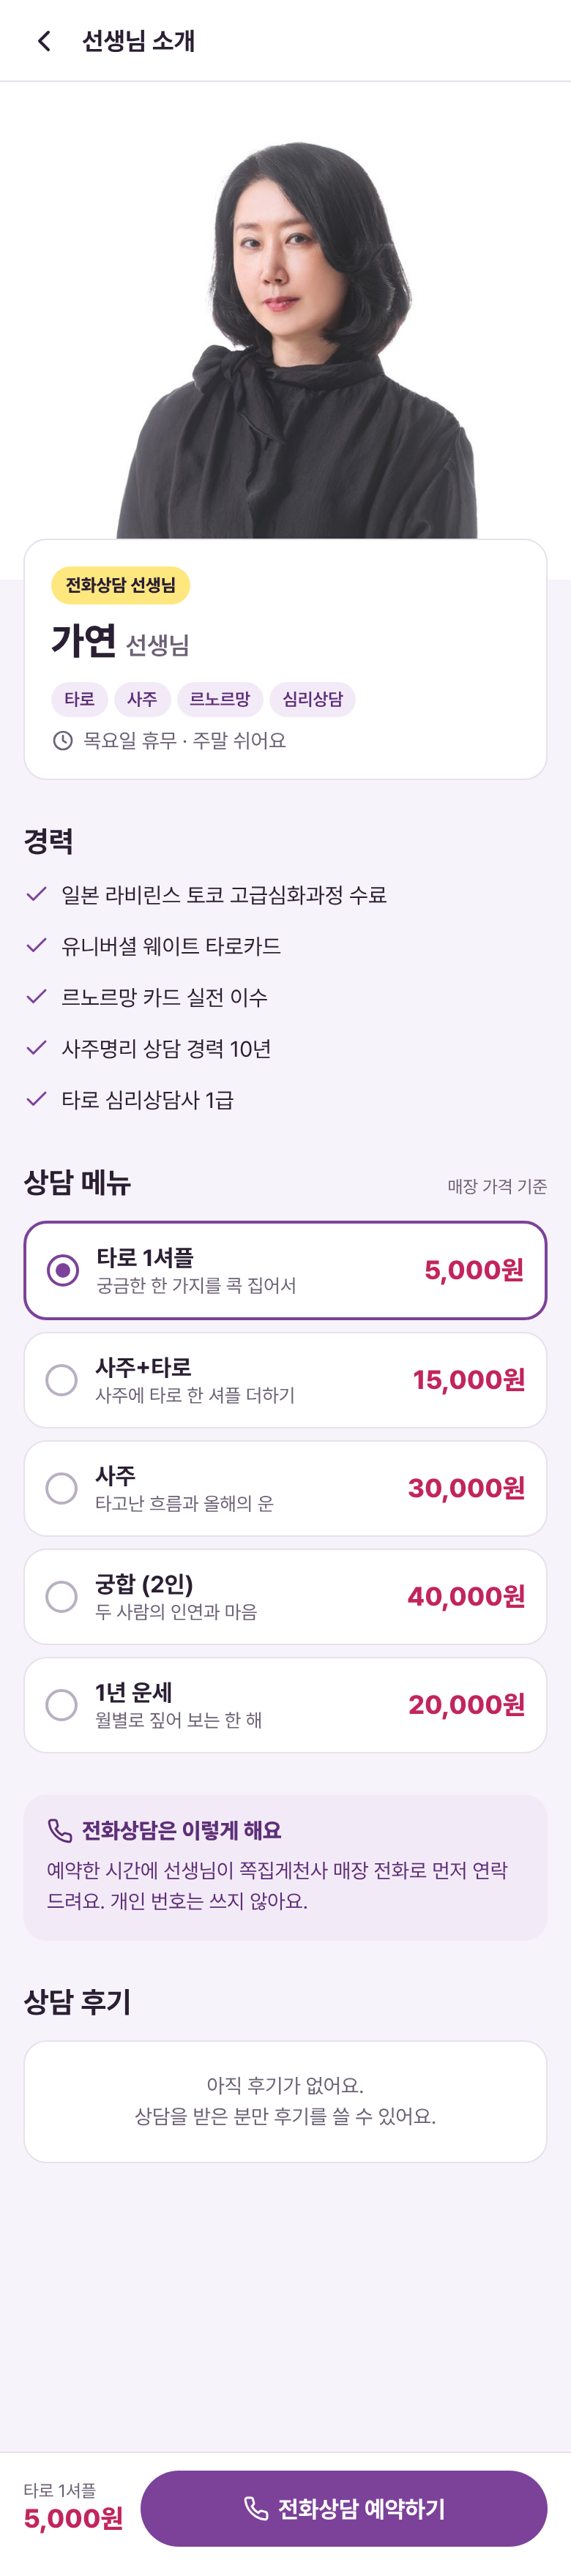 선생님 소개
전화상담 선생님
가연 선생님
타로 사주 르노르망 심리상담
목요일 휴무 · 주말 쉬어요
경력
일본 라비린스 토코 고급심화과정 수료
유니버셜 웨이트 타로카드
르노르망 카드 실전 이수
사주명리 상담 경력 10년
타로 심리상담사 1급
상담 메뉴
매장 가격 기준
타로 1셔플
궁금한 한 가지를 콕 집어서
5,000원
사주+타로
사주에 타로 한 셔플 더하기
15,000원
사주
타고난 흐름과 올해의 운
30,000원
궁합 (2인)
두 사람의 인연과 마음
40,000원
1년 운세
월별로 짚어 보는 한 해
20,000원
전화상담은 이렇게 해요
예약한 시간에 선생님이 쪽집게천사 매장 전화로 먼저 연락
드려요. 개인 번호는 쓰지 않아요.
상담 후기
아직 후기가 없어요.
상담을 받은 분만 후기를 쓸 수 있어요.
타로 1셔플
5,000원
전화상담 예약하기